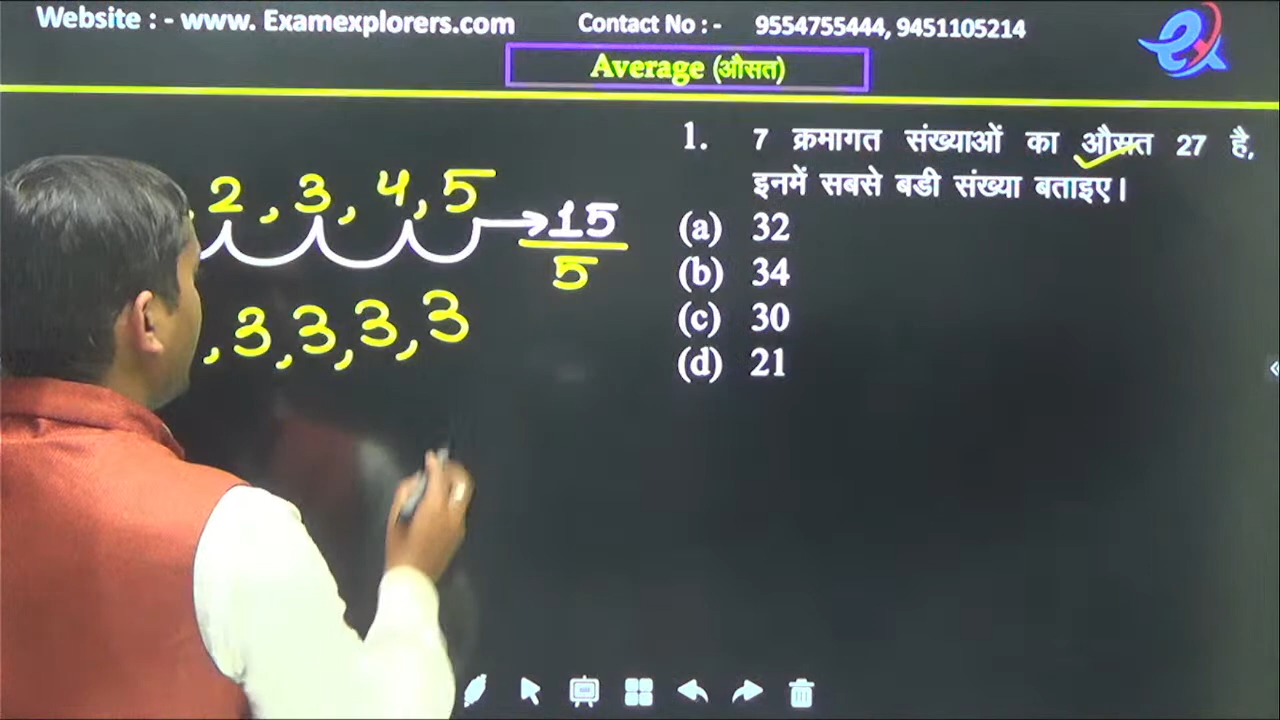 Website : - www. Examexplorers.com Contact No : - 9554755444, 9451105214
ex
Average (औसत)
1. 7 क्रमागत संख्याओं का औसत 27 है,
इनमें सबसे बडी संख्या बताइए।
(a) 32
(b) 34
(c) 30
(d) 21
, 2 , 3 , 4 , 5 → 15
5
, 3 , 3 , 3 , 3